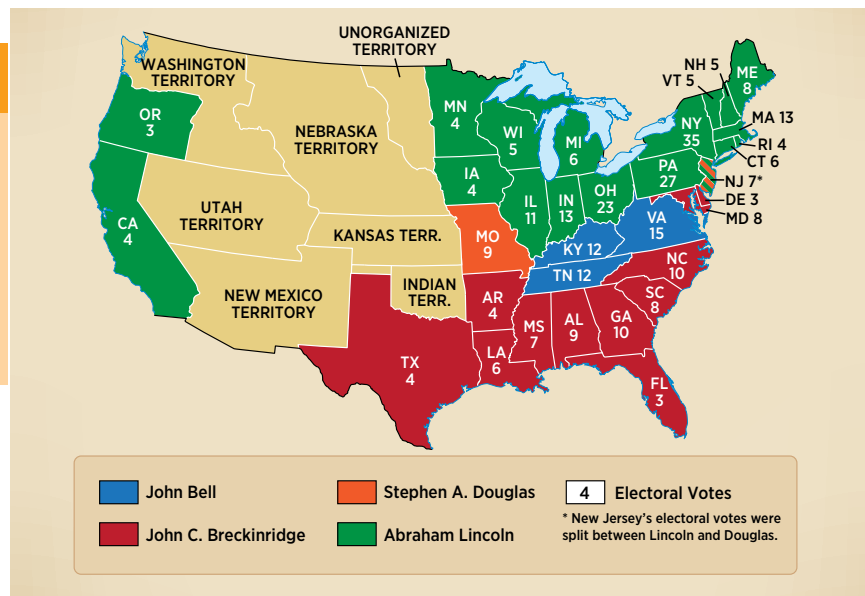 UNORGANIZED
TERRITORY
WASHINGTON
TERRITORY
NH 5
VT 5
ME
8
OR
3
MN
4
MA 13
NEBRASKA
TERRITORY
WI
5
NY
35
RI 4
MI
6
CT 6
IA
4
PA
27
NJ 7*
UTAH
TERRITORY
IL
11
IN
13
OH
23
DE 3
MD 8
CA
4
KANSAS TERR.
MO
9
VA
15
KY 12
NEW MEXICO
TERRITORY
INDIAN
TERR.
TN 12
NC
10
AR
4
SC
8
MS
7
AL
9
GA
10
TX
4
LA
6
FL
3
John Bell
Stephen A. Douglas
4 Electoral Votes
John C. Breckinridge
Abraham Lincoln
* New Jersey's electoral votes were
split between Lincoln and Douglas.